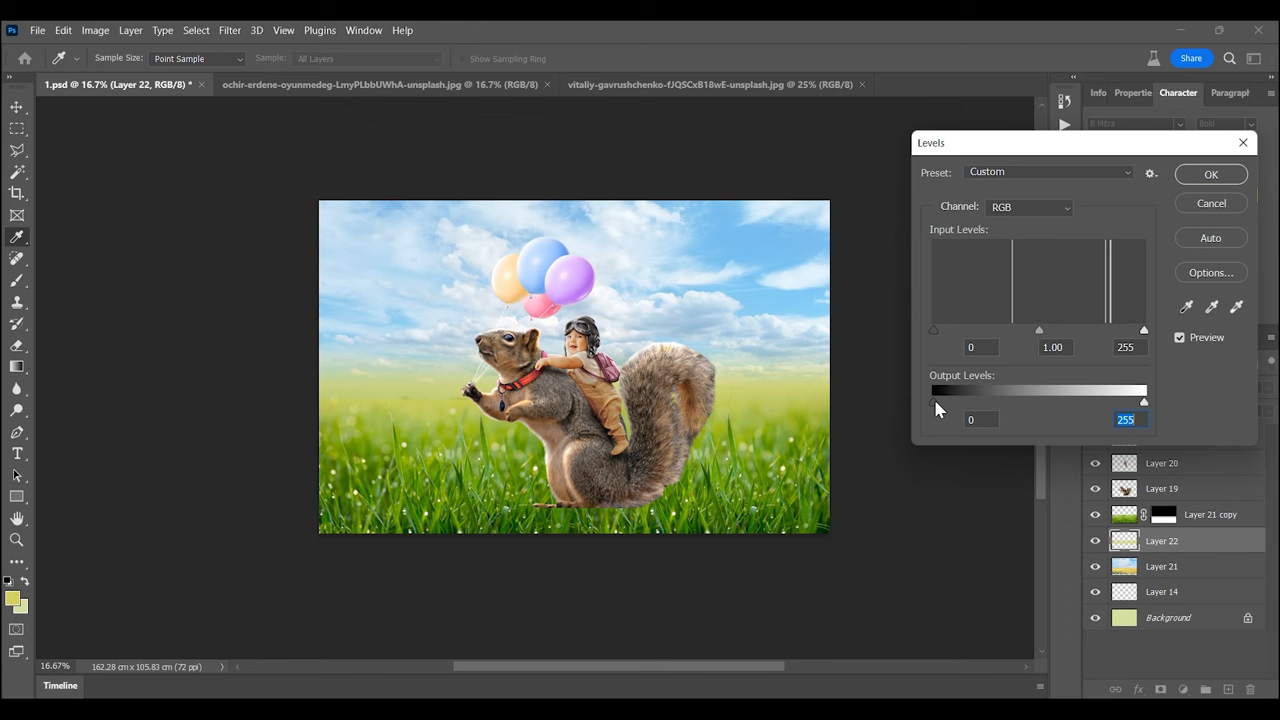 Ps File Edit Image Layer Type Select Filter 3D View Plugins Window Help
Sample Size: Point Sample Sample: All Layers Show Sampling Ring Share
1.psd @ 16.7% (Layer 22, RGB/8) * ochir-erdene-oyunmedeg-LmyPLbbUWhA-unsplash.jpg @ 16.7% (RGB/8) vitaliy-gavrushchenko-fJQSCxB18wE-unsplash.jpg @ 25% (RGB/8)
Info Propertie Character Paragraph
B Mitra Bold
Levels
Preset: Custom OK
Channel: RGB Cancel
Input Levels:
Auto
Options...
Preview
0 1.00 255
Output Levels:
0 255
Layer 20
Layer 19
Layer 21 copy
Layer 22
Layer 21
Layer 14
Background
16.67% 162.28 cm x 105.83 cm (72 ppi)
Timeline